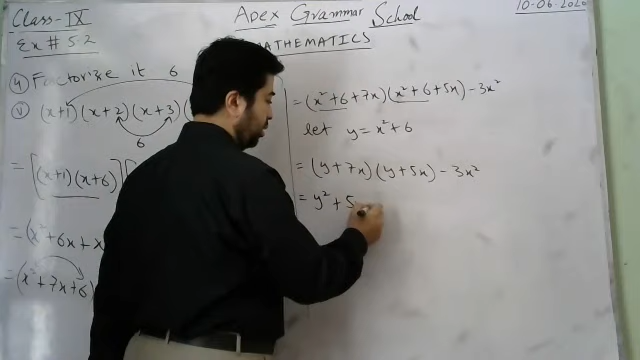 Class-IX
Apex Grammar School
10-06-2020
Ex # 5.2
MATHEMATICS
④ Factorize it
6
ⓥ (x+1)(x+2)(x+3)(
6
= [(x+1)(x+6)][
= (x²+6x+x
= (x²+7x+6)
= (x²+6+7x)(x²+6+5x)-3x²
let y = x²+6
= (y+7x)(y+5x)-3x²
= y²+5